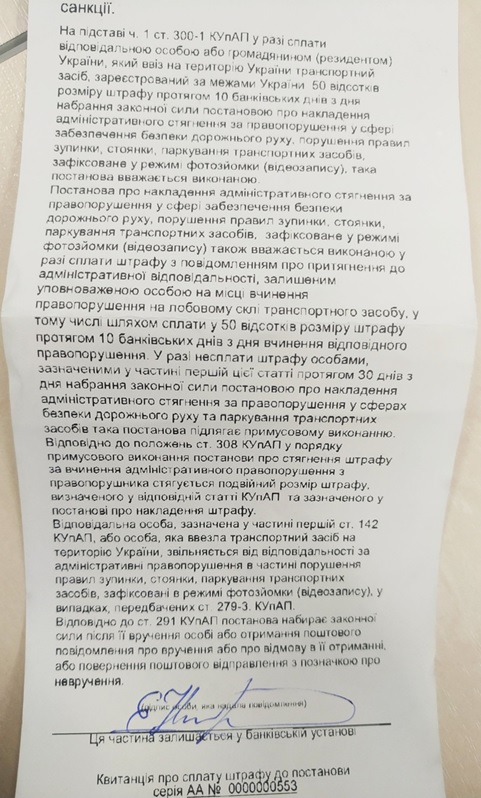 санкції.
На підставі ч. 1 ст. 300-1 КУпАП у разі сплати
відповідальною особою або громадянином (резидентом)
України, який ввіз на територію України транспортний
засіб, зареєстрований за межами України 50 відсотків
розміру штрафу протягом 10 банківських днів з дня
набрання законної сили постановою про накладення
адміністративного стягнення за правопорушення у сфері
забезпечення безпеки дорожнього руху, порушення правил
зупинки, стоянки, паркування транспортних засобів,
зафіксоване у режимі фотозйомки (відеозапису), така
постанова вважається виконаною.
Постанова про накладення адміністративного стягнення за
правопорушення у сфері забезпечення безпеки
дорожнього руху, порушення правил зупинки, стоянки,
паркування транспортних засобів, зафіксоване у режимі
фотозйомки (відеозапису) також вважається виконаною у
разі сплати штрафу з повідомленням про притягнення до
адміністративної відповідальності, залишеним
уповноваженою особою на місці вчинення
правопорушення на лобовому склі транспортного засобу, у
тому числі шляхом сплати у 50 відсотків розміру штрафу
протягом 10 банківських днів з дня вчинення відповідного
правопорушення. У разі несплати штрафу особами,
зазначеними у частині першій цієї статті протягом 30 днів з
дня набрання законної сили постановою про накладення
адміністративного стягнення за правопорушення у сферах
безпеки дорожнього руху та паркування транспортних
засобів така постанова підлягає примусовому виконанню.
Відповідно до положень ст. 308 КУпАП у порядку
примусового виконання постанови про стягнення штрафу
за вчинення адміністративного правопорушення з
правопорушника стягується подвійний розмір штрафу,
визначеного у відповідній статті КУпАП та зазначеного у
постанові про накладення штрафу.
Відповідальна особа, зазначена у частині першій ст. 142
КУпАП, або особа, яка ввезла транспортний засіб на
територію України, звільняється від відповідальності за
адміністративні правопорушення в частині порушення
правил зупинки, стоянки, паркування транспортних
засобів, зафіксовані в режимі фотозйомки (відеозапису), у
випадках, передбачених ст. 279-3. КУпАП.
Відповідно до ст. 291 КУпАП постанова набирає законної
сили після її вручення особі або отримання поштового
повідомлення про вручення або про відмову в її отриманні,
або повернення поштового відправлення з позначкою про
невручення.
(підпис особи, яка надала повідомлення)
Ця частина залишається у банківській установі
Квитанція про сплату штрафу до постанови
серія АА № 0000000553